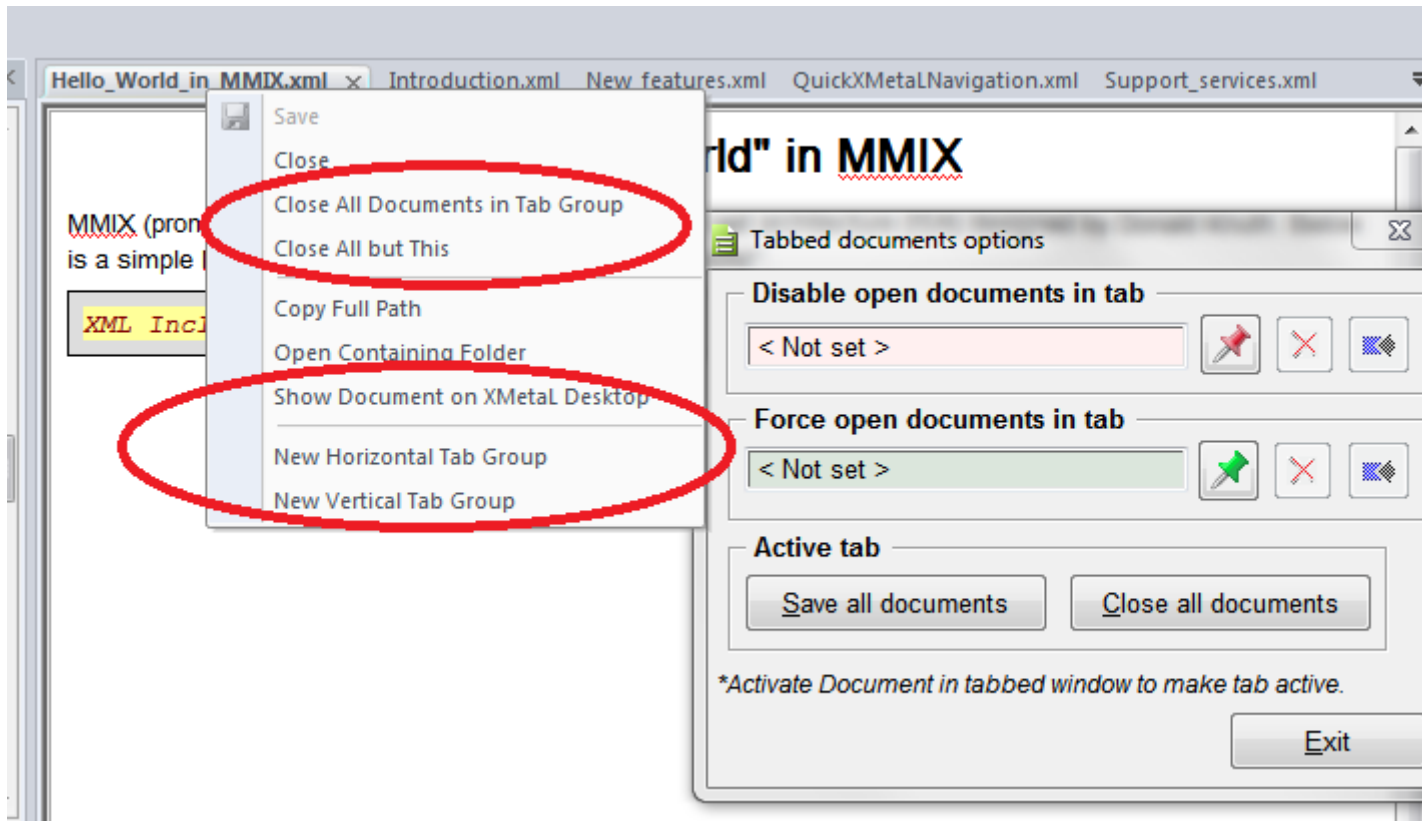 Hello_World_in_MMIX.xml Introduction.xml New_features.xml QuickXMetaLNavigation.xml Support_services.xml
Save
Close
Close All Documents in Tab Group
Close All but This
Copy Full Path
Open Containing Folder
Show Document on XMetaL Desktop
New Horizontal Tab Group
New Vertical Tab Group
rld" in MMIX
MMIX (pron
is a simple
XML Incl
Tabbed documents options
Disable open documents in tab
< Not set >
Force open documents in tab
< Not set >
Active tab
Save all documents Close all documents
*Activate Document in tabbed window to make tab active.
Exit